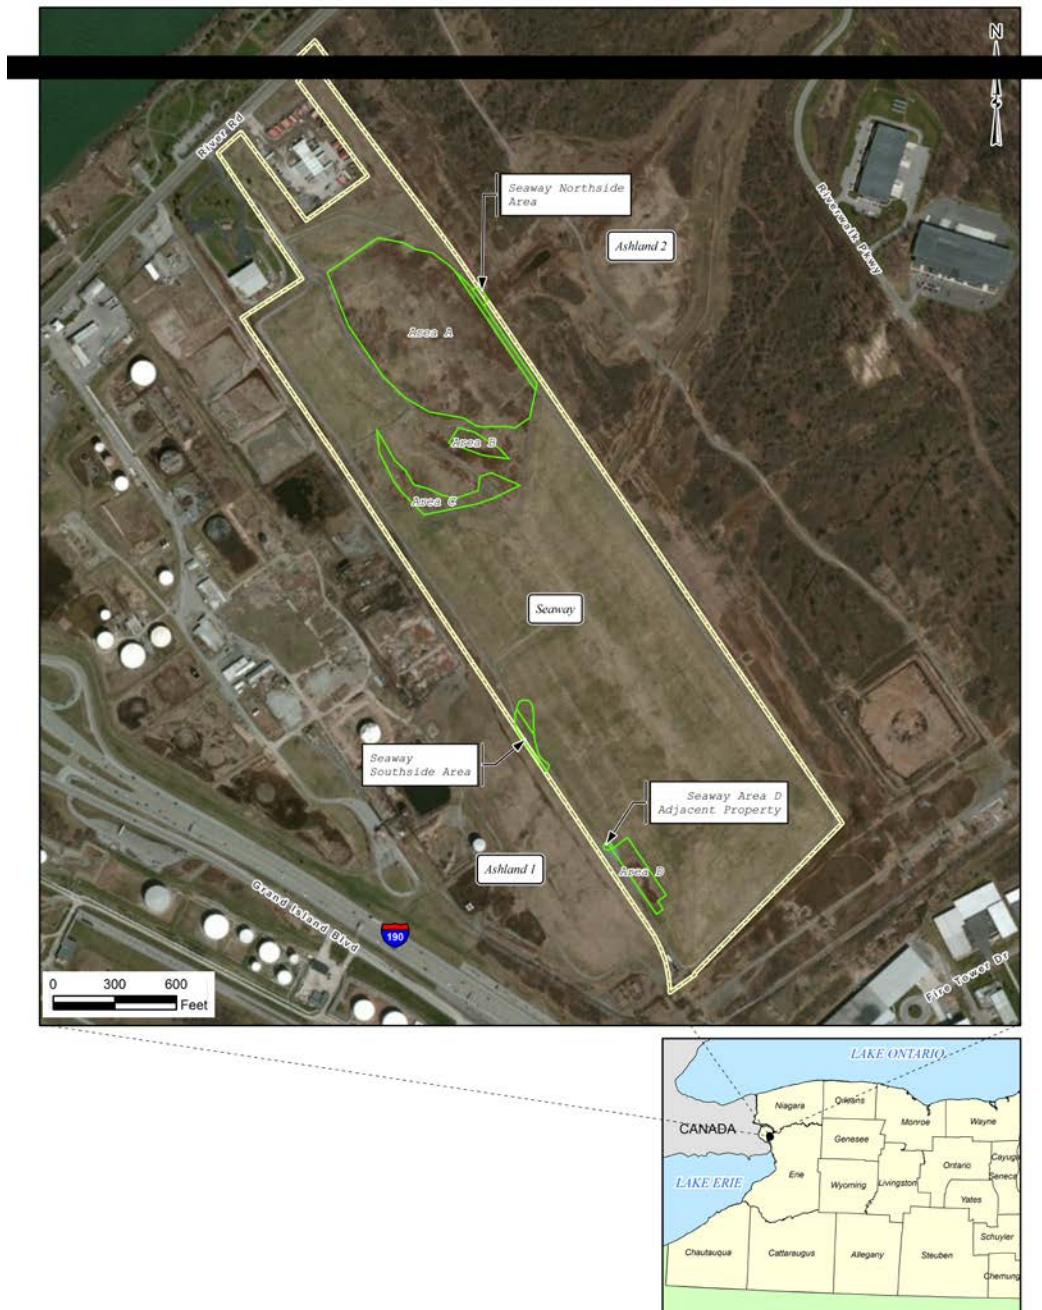 N
River Rd
Seaway Northside
Area
Ashland 2
Riverwalk Pkwy
Area A
Area B
Area C
Seaway
Seaway
Southside Area
Seaway Area D
Adjacent Property
Area D
Ashland 1
Grand Island Blvd
190
Fire Tower Dr
0 300 600
Feet
LAKE ONTARIO
Niagara
Orleans
Monroe
Wayne
CANADA
Genesee
Ontario
Cayuga
Seneca
LAKE ERIE
Erie
Wyoming
Livingston
Yates
Schuyler
Chautauqua
Cattaraugus
Allegany
Steuben
Chemung